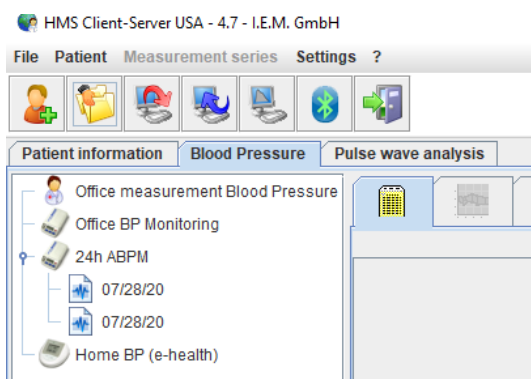 HMS Client-Server USA - 4.7 - I.E.M. GmbH
File Patient Measurement series Settings ?
Patient information Blood Pressure Pulse wave analysis
Office measurement Blood Pressure
Office BP Monitoring
24h ABPM
07/28/20
07/28/20
Home BP (e-health)